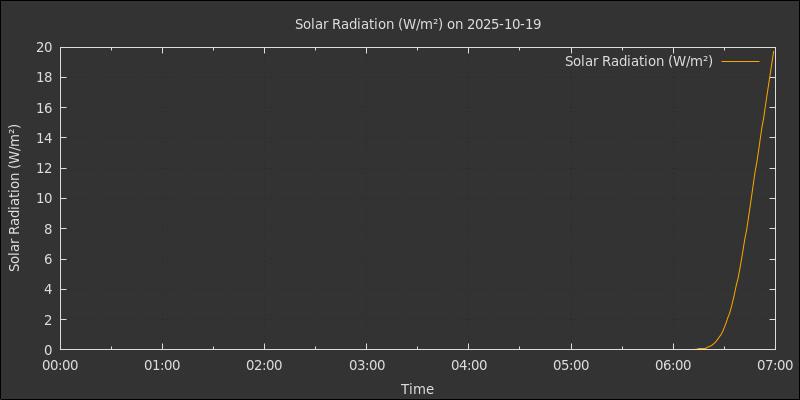 Solar Radiation (W/m²) on 2025-10-19
Solar Radiation (W/m²)
Solar Radiation (W/m²)
20
18
16
14
12
10
8
6
4
2
0
00:00 01:00 02:00 03:00 04:00 05:00 06:00 07:00
Time